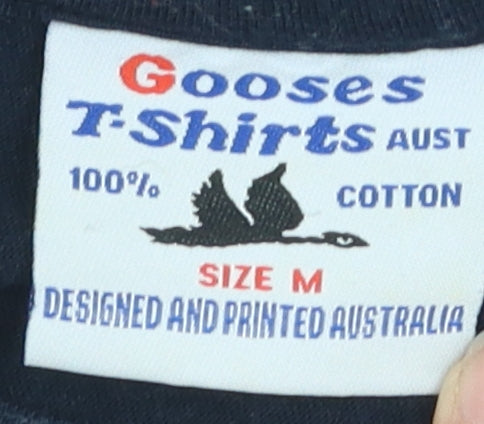 Gooses
T-Shirts AUST
100% COTTON
SIZE M
DESIGNED AND PRINTED AUSTRALIA